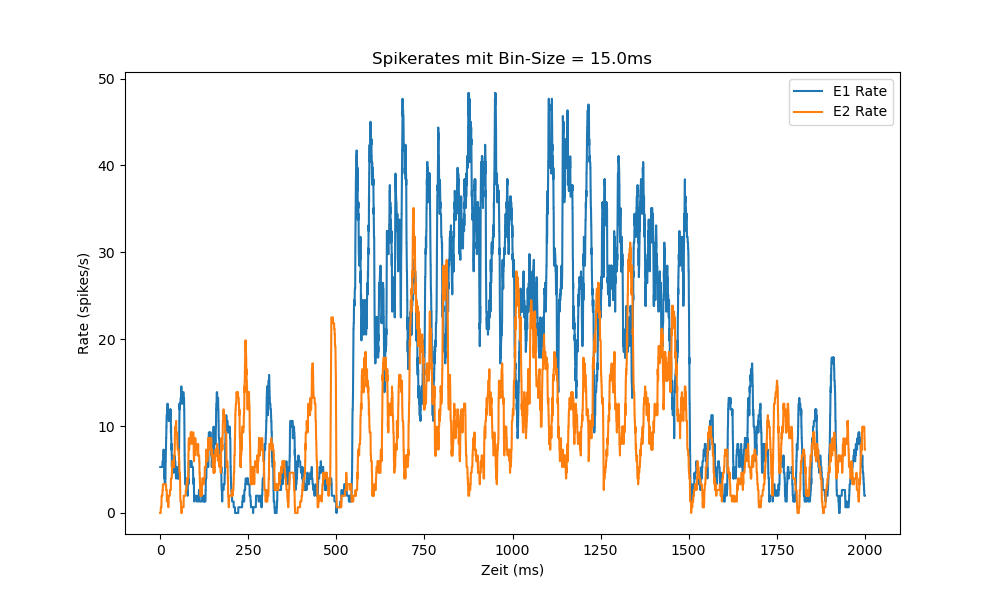 Spikerates mit Bin-Size = 15.0ms
E1 Rate
E2 Rate
Rate (spikes/s)
50
40
30
20
10
0
0 250 500 750 1000 1250 1500 1750 2000
Zeit (ms)